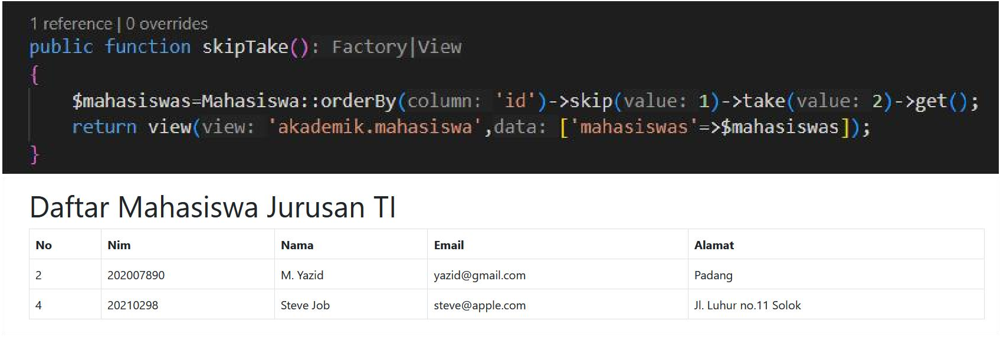 1 reference | 0 overrides
public function skipTake(): Factory|View
{
$mahasiswas=Mahasiswa::orderBy(column: 'id')->skip(value: 1)->take(value: 2)->get();
return view(view: 'akademik.mahasiswa',data: ['mahasiswas'=>$mahasiswas]);
}
Daftar Mahasiswa Jurusan TI
No Nim Nama Email Alamat
2 202007890 M. Yazid yazid@gmail.com Padang
4 20210298 Steve Job steve@apple.com Jl. Luhur no.11 Solok